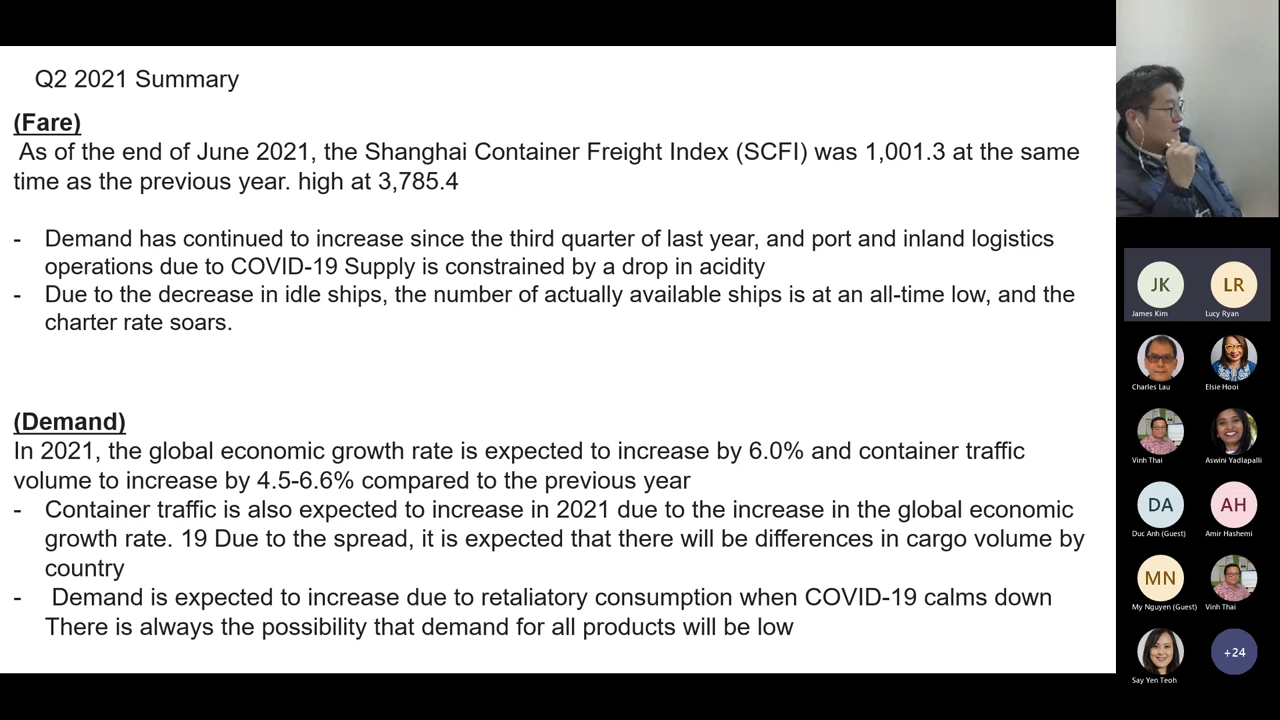 Q2 2021 Summary
(Fare)
As of the end of June 2021, the Shanghai Container Freight Index (SCFI) was 1,001.3 at the same
time as the previous year. high at 3,785.4
- Demand has continued to increase since the third quarter of last year, and port and inland logistics
operations due to COVID-19 Supply is constrained by a drop in acidity
- Due to the decrease in idle ships, the number of actually available ships is at an all-time low, and the
charter rate soars.
(Demand)
In 2021, the global economic growth rate is expected to increase by 6.0% and container traffic
volume to increase by 4.5-6.6% compared to the previous year
- Container traffic is also expected to increase in 2021 due to the increase in the global economic
growth rate. 19 Due to the spread, it is expected that there will be differences in cargo volume by
country
- Demand is expected to increase due to retaliatory consumption when COVID-19 calms down
There is always the possibility that demand for all products will be low
JK LR
James Kim Lucy Ryan
Charles Lau Elsie Hooi
Vinh Thai Aswini Yadlapalli
DA AH
Duc Anh (Guest) Amir Hashemi
MN
My Nguyen (Guest) Vinh Thai
+24
Say Yen Teoh